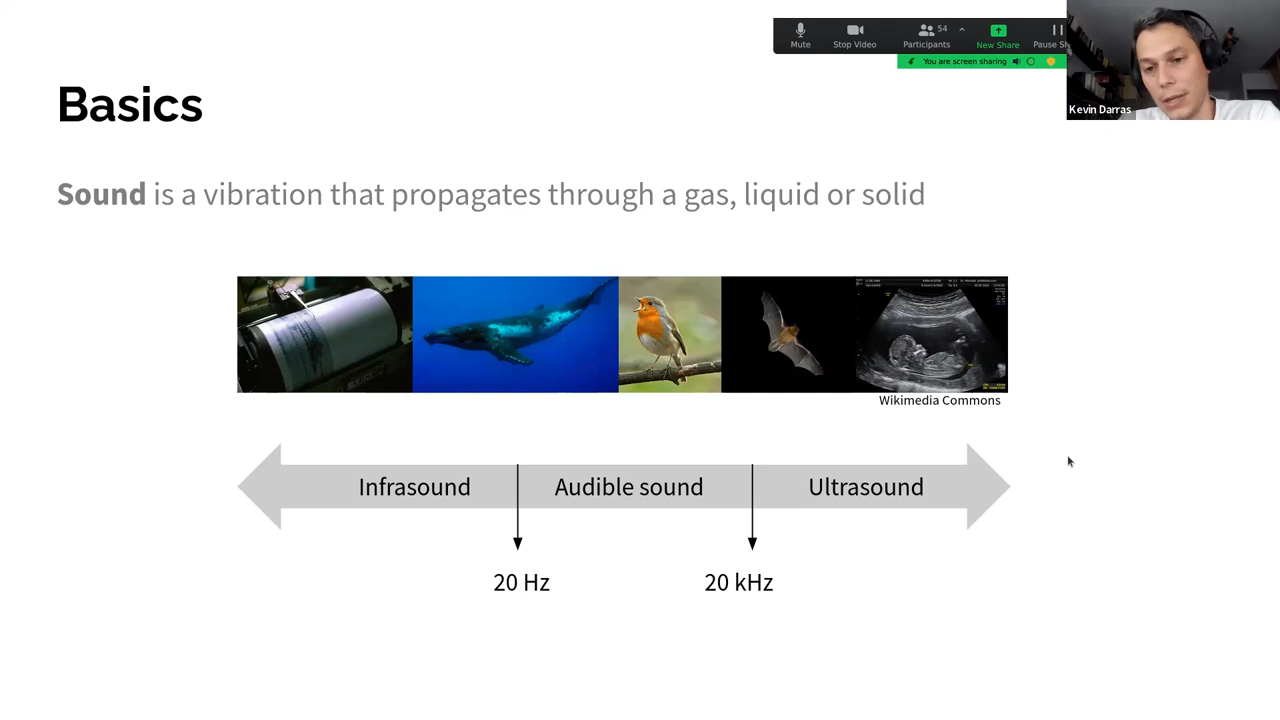 Mute
Stop Video
Participants
54
New Share
Pause S
You are screen sharing
Kevin Darras
Basics
Sound is a vibration that propagates through a gas, liquid or solid
Wikimedia Commons
Infrasound
Audible sound
Ultrasound
20 Hz
20 kHz